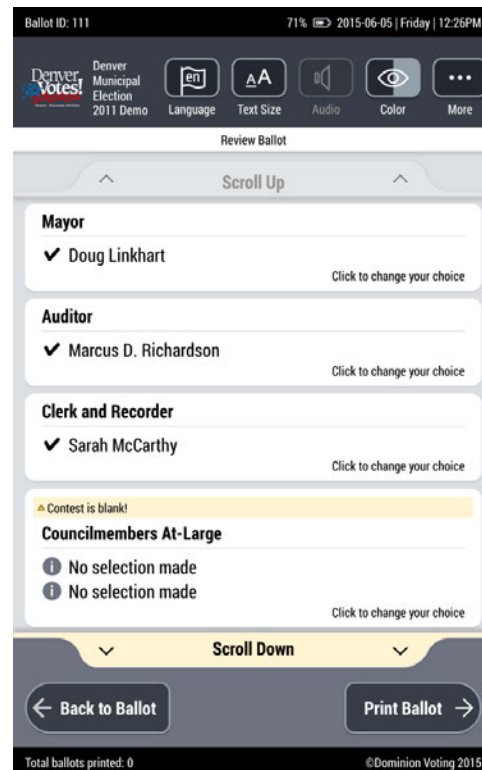 Ballot ID: 111 71% 2015-06-05 | Friday | 12:26PM
Denver Votes!
Denver
Municipal
Election
2011 Demo
en
Language
AA
Text Size
Audio
Color
More
Review Ballot
Scroll Up
Mayor
Doug Linkhart
Click to change your choice
Auditor
Marcus D. Richardson
Click to change your choice
Clerk and Recorder
Sarah McCarthy
Click to change your choice
Contest is blank!
Councilmembers At-Large
No selection made
No selection made
Click to change your choice
Scroll Down
Back to Ballot
Print Ballot
Total ballots printed: 0 ©Dominion Voting 2015